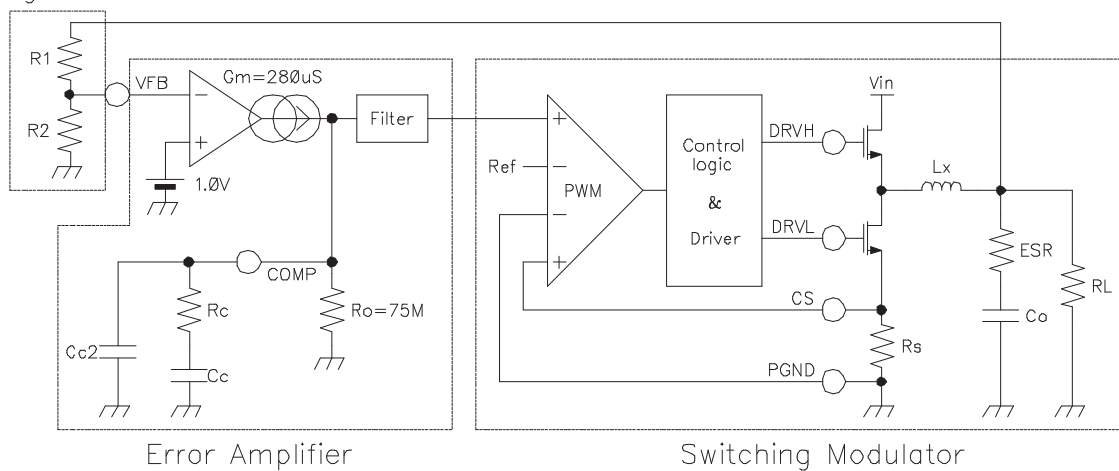 R1
R2
VFB
Gm=280uS
−
+
1.0V
Filter
COMP
Rc
Cc2
Cc
Ro=75M
+
Ref
−
PWM
−
+
Control
logic
&
Driver
DRVH
DRVL
Vin
Lx
CS
Rs
PGND
ESR
Co
RL
Error Amplifier
Switching Modulator